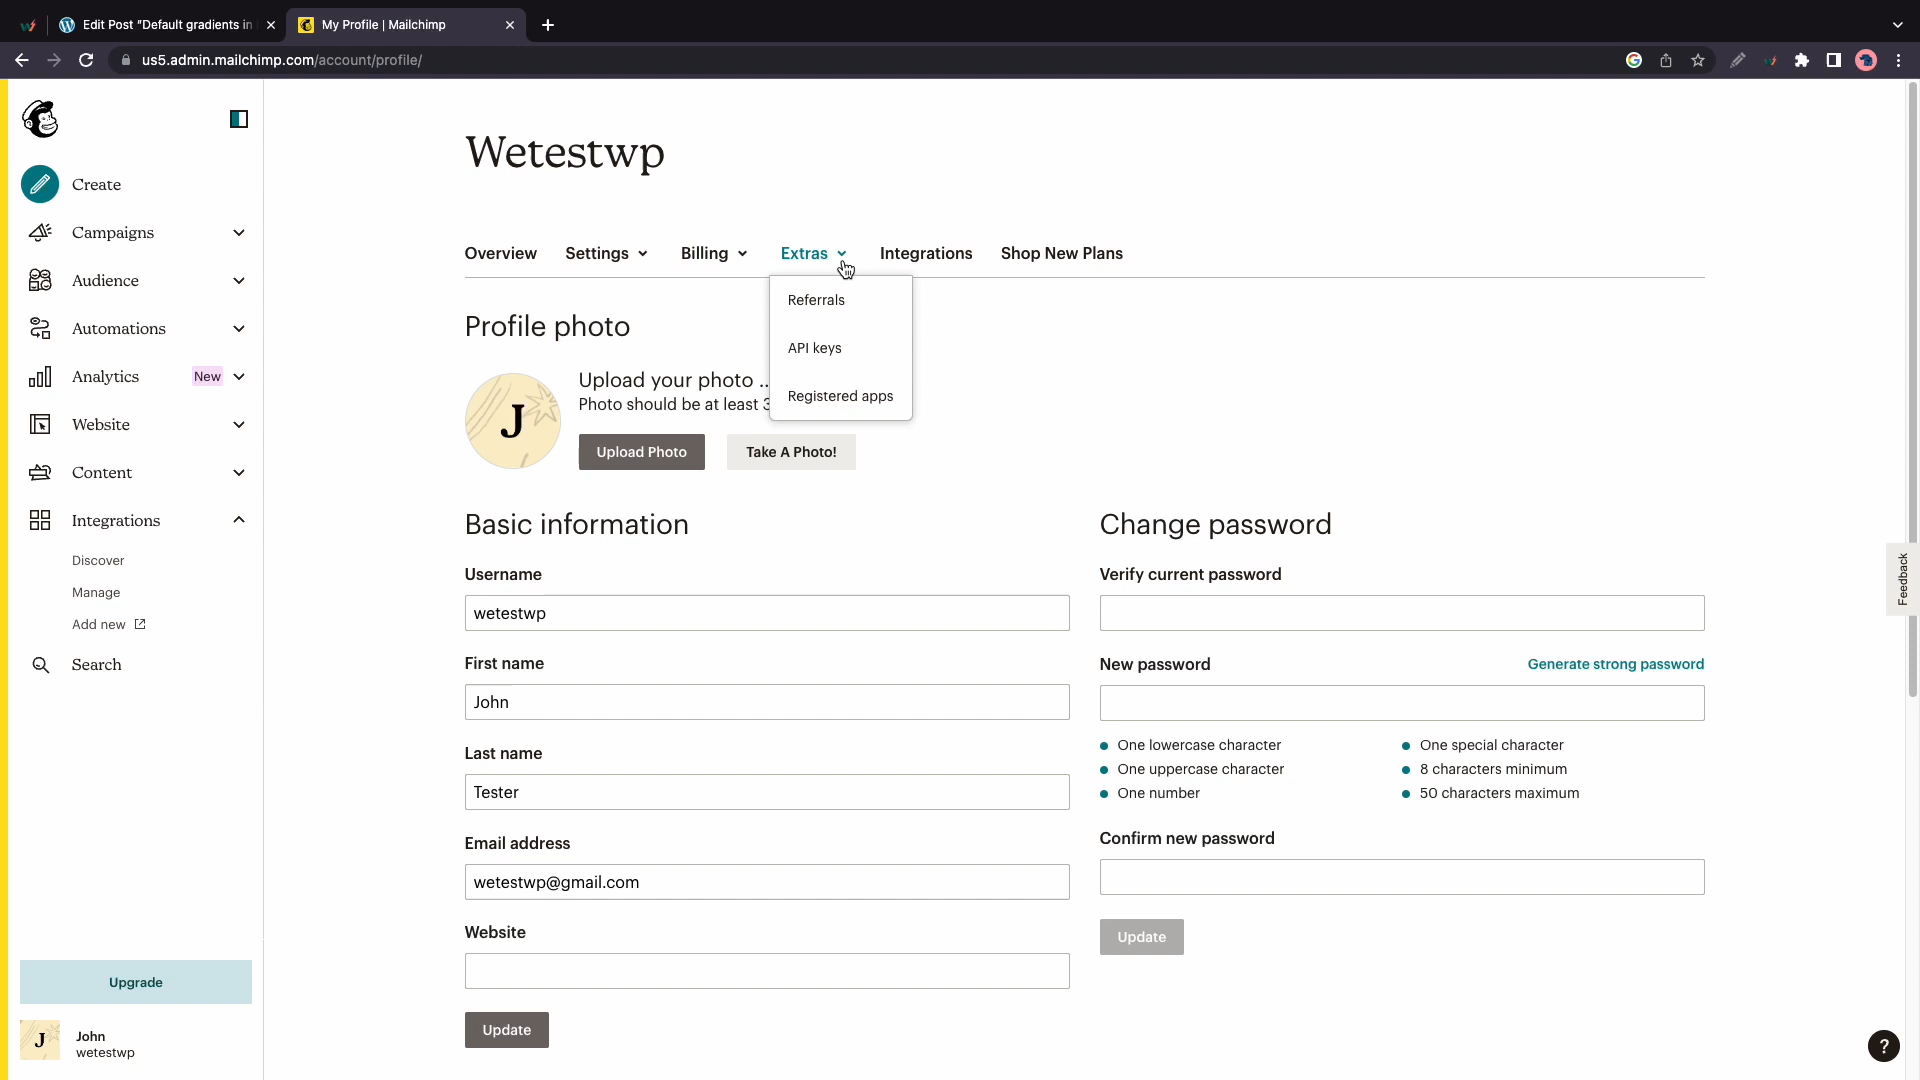 Edit Post "Default gradients in
My Profile | Mailchimp
us5.admin.mailchimp.com/account/profile/
Create
Campaigns
Audience
Automations
Analytics New
Website
Content
Integrations
Discover
Manage
Add new
Search
Upgrade
J
John
wetestwp
Wetestwp
Overview Settings Billing Extras Integrations Shop New Plans
Referrals
API keys
Registered apps
Profile photo
J
Upload your photo ..
Photo should be at least
Upload Photo Take A Photo!
Basic information
Username
wetestwp
First name
John
Last name
Tester
Email address
wetestwp@gmail.com
Website
Update
Change password
Verify current password
New password Generate strong password
One lowercase character
One uppercase character
One number
One special character
8 characters minimum
50 characters maximum
Confirm new password
Update
Feedback
?